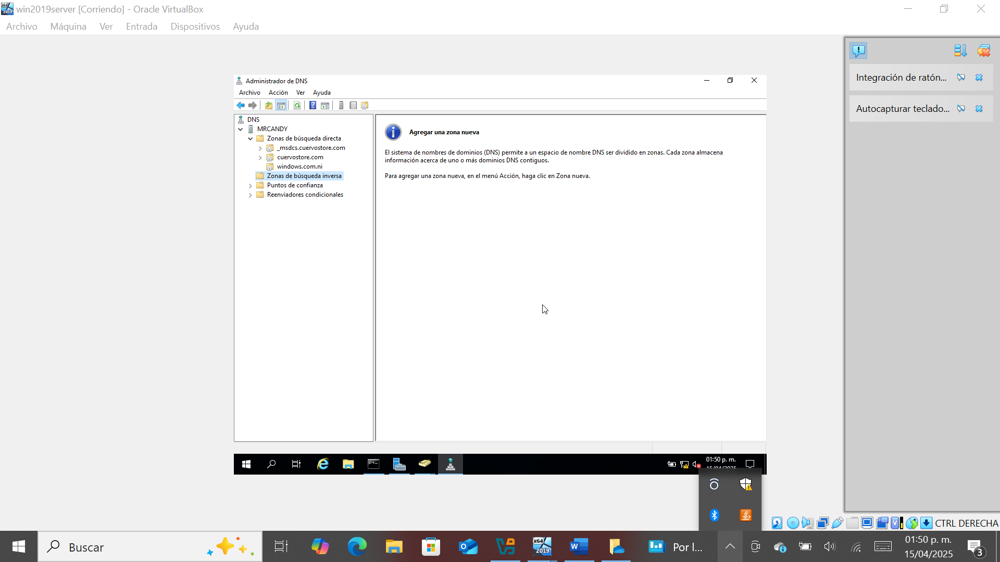 win2019server [Corriendo] - Oracle VirtualBox
Archivo Máquina Ver Entrada Dispositivos Ayuda
Integración de ratón...
Autocapturar teclado...
Administrador de DNS
Archivo Acción Ver Ayuda
DNS
MRCANDY
Zonas de búsqueda directa
_msdcs.cuervostore.com
cuervostore.com
windows.com.ni
Zonas de búsqueda inversa
Puntos de confianza
Reenviadores condicionales
Agregar una zona nueva
El sistema de nombres de dominios (DNS) permite a un espacio de nombre DNS ser dividido en zonas. Cada zona almacena
información acerca de uno o más dominios DNS contiguos.
Para agregar una zona nueva, en el menú Acción, haga clic en Zona nueva.
01:50 p. m.
15/04/2025
CTRL DERECHA
Buscar
x64
2019
Por l...
01:50 p. m.
15/04/2025
3